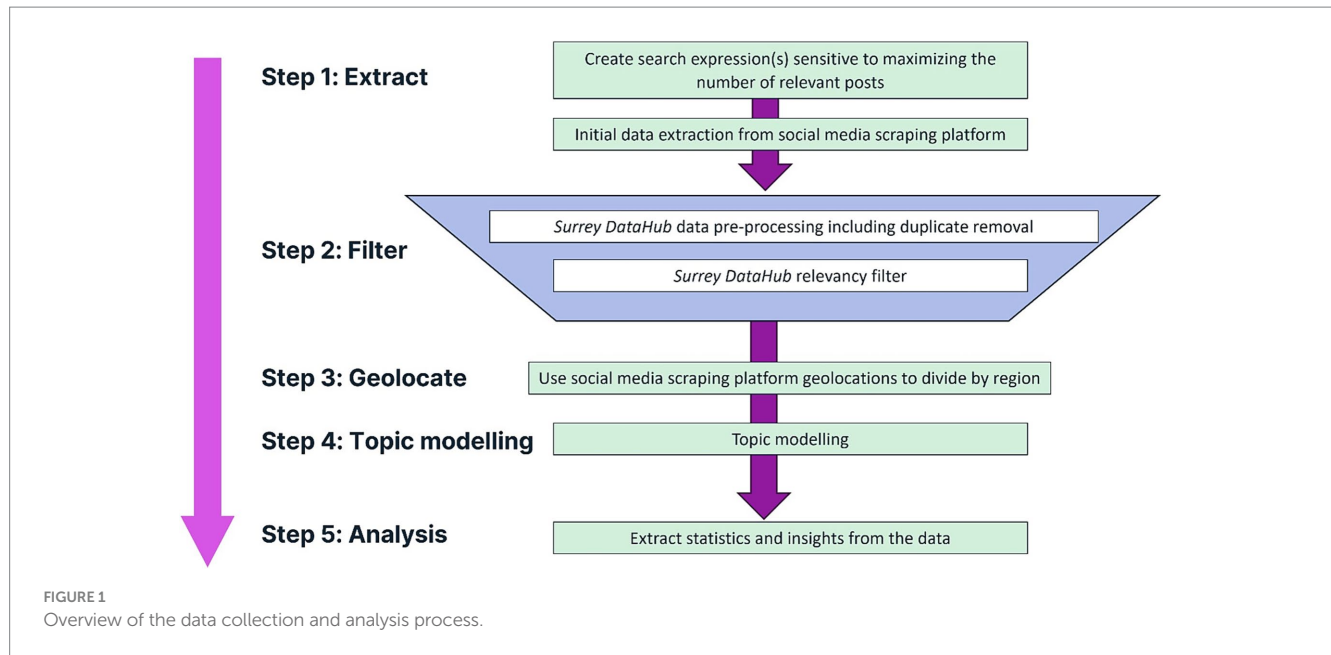 Step 1: Extract
Create search expression(s) sensitive to maximizing the
number of relevant posts
Initial data extraction from social media scraping platform
Step 2: Filter
Surrey DataHub data pre-processing including duplicate removal
Surrey DataHub relevancy filter
Step 3: Geolocate
Use social media scraping platform geolocations to divide by region
Step 4: Topic modelling
Topic modelling
Step 5: Analysis
Extract statistics and insights from the data
FIGURE 1
Overview of the data collection and analysis process.